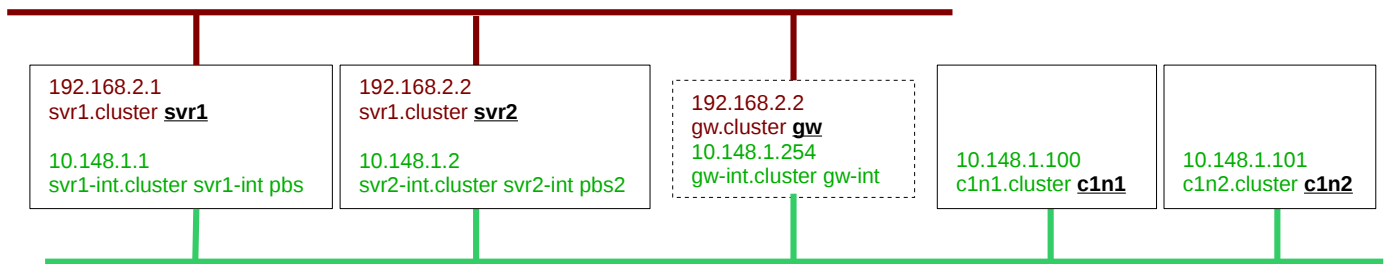 192.168.2.1
svr1.cluster svr1
10.148.1.1
svr1-int.cluster svr1-int pbs
192.168.2.2
svr1.cluster svr2
10.148.1.2
svr2-int.cluster svr2-int pbs2
192.168.2.2
gw.cluster gw
10.148.1.254
gw-int.cluster gw-int
10.148.1.100
c1n1.cluster c1n1
10.148.1.101
c1n2.cluster c1n2